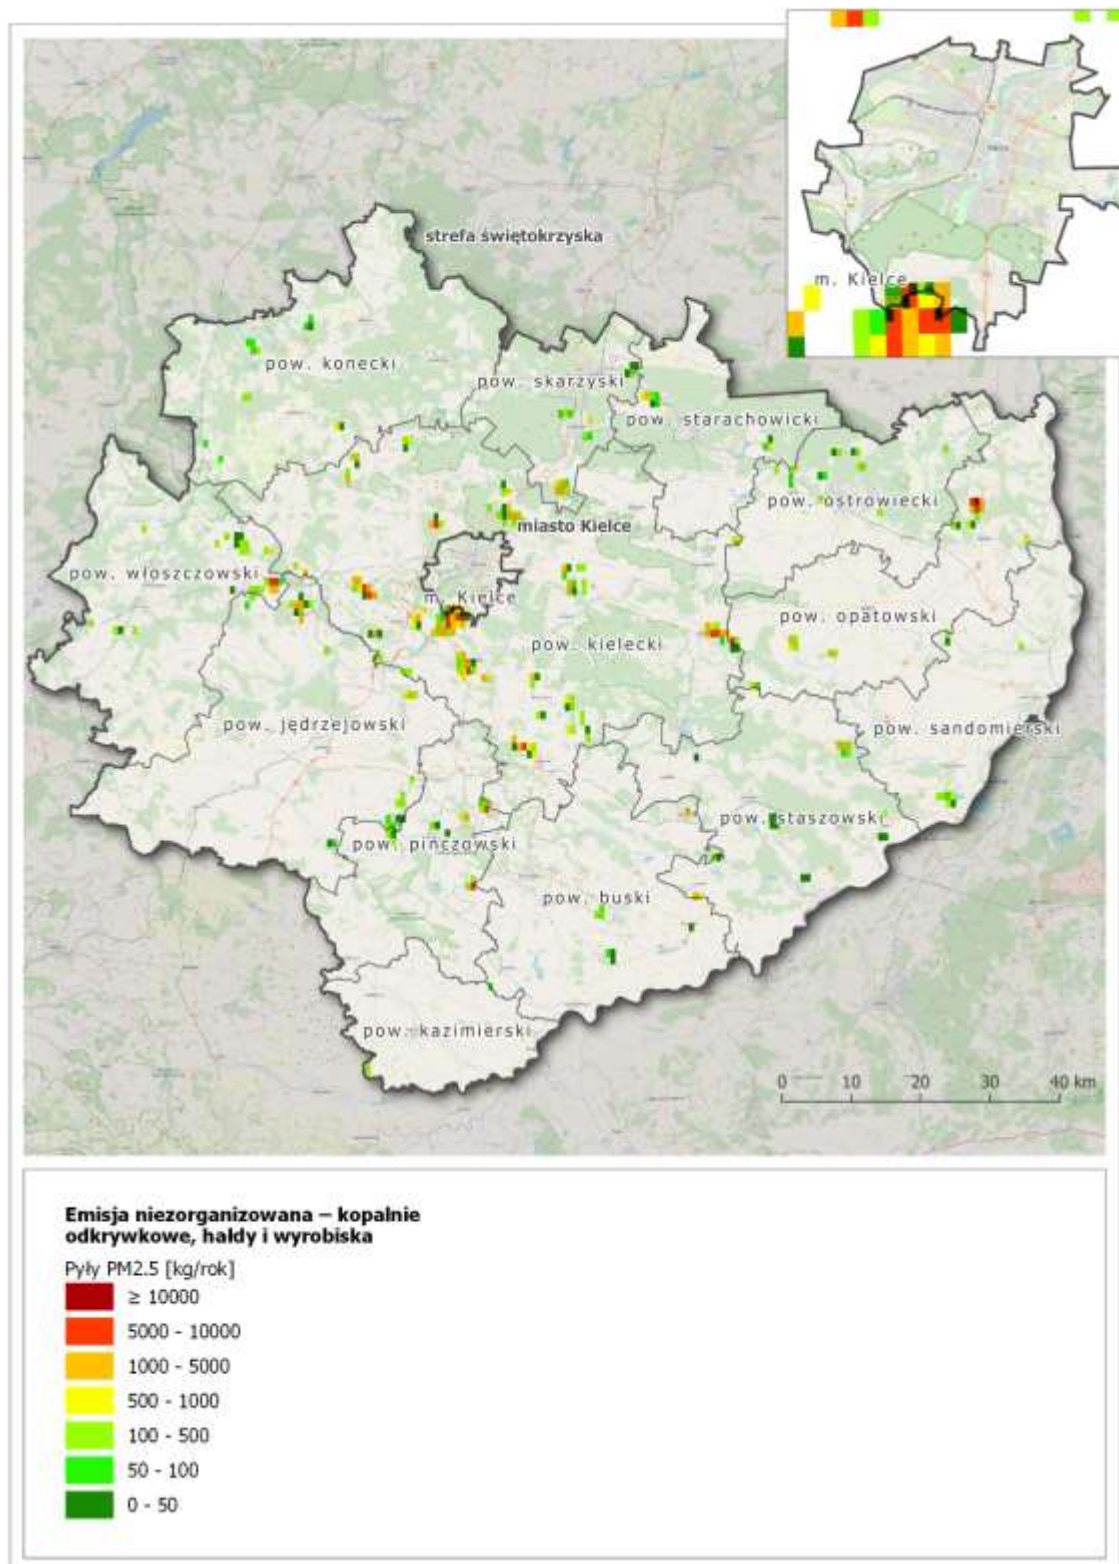 m. Kielce
strefa świętokrzyska
pow. konecki
pow. skarżyski
pow. starachowicki
pow. ostrowiecki
miasto Kielce
pow. włoszczowski
m. Kielce
pow. opatowski
pow. kielecki
pow. jędrzejowski
pow. sandomierski
pow. staszowski
pow. pińczowski
pow. buski
pow. kazimierski
0 10 20 30 40 km
Emisja niezorganizowana – kopalnie
odkrywkowe, hałdy i wyrobiska
Pyły PM2.5 [kg/rok]
≥ 10000
5000 - 10000
1000 - 5000
500 - 1000
100 - 500
50 - 100
0 - 50